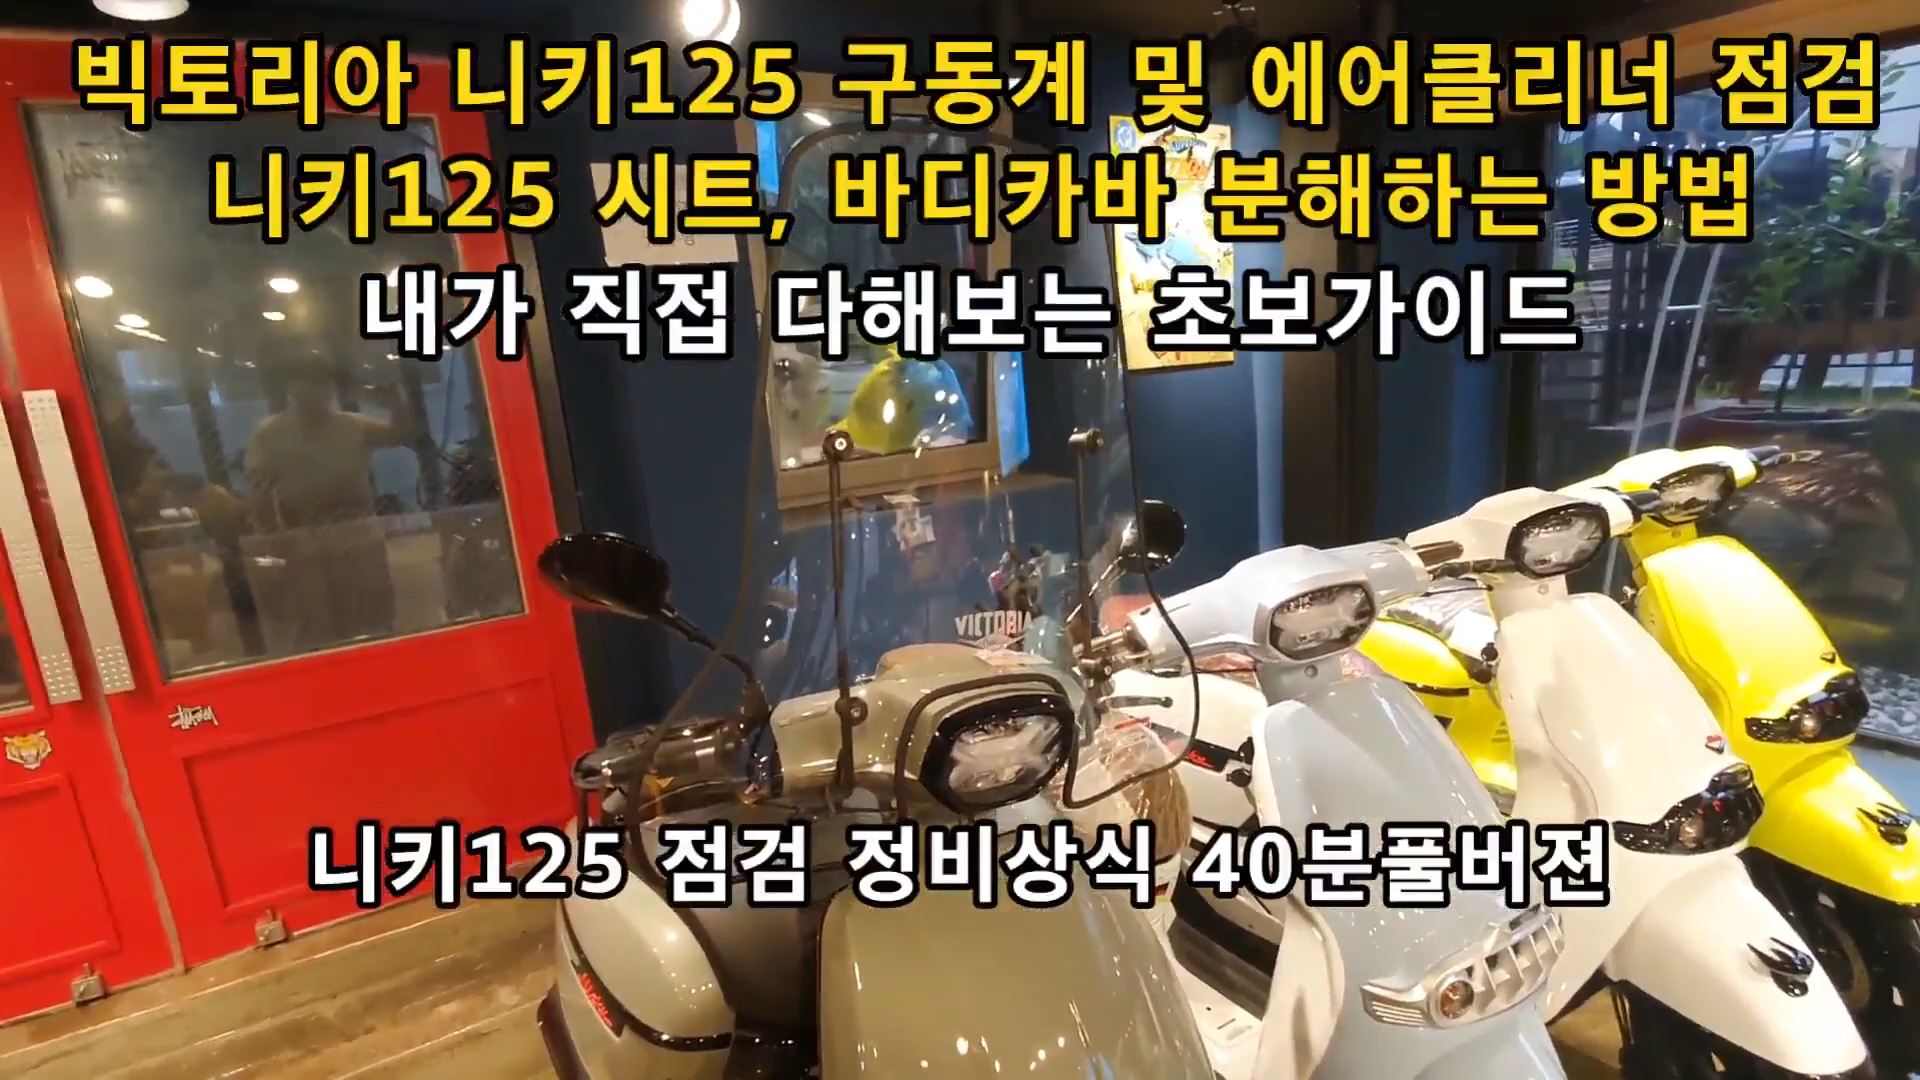 빅토리아 니키125 구동계 및 에어클리너 점검
니키125 시트, 바디카바 분해하는 방법
내가 직접 다해보는 초보가이드
VICTORIA
니키125 점검 정비상식 40분풀버젼